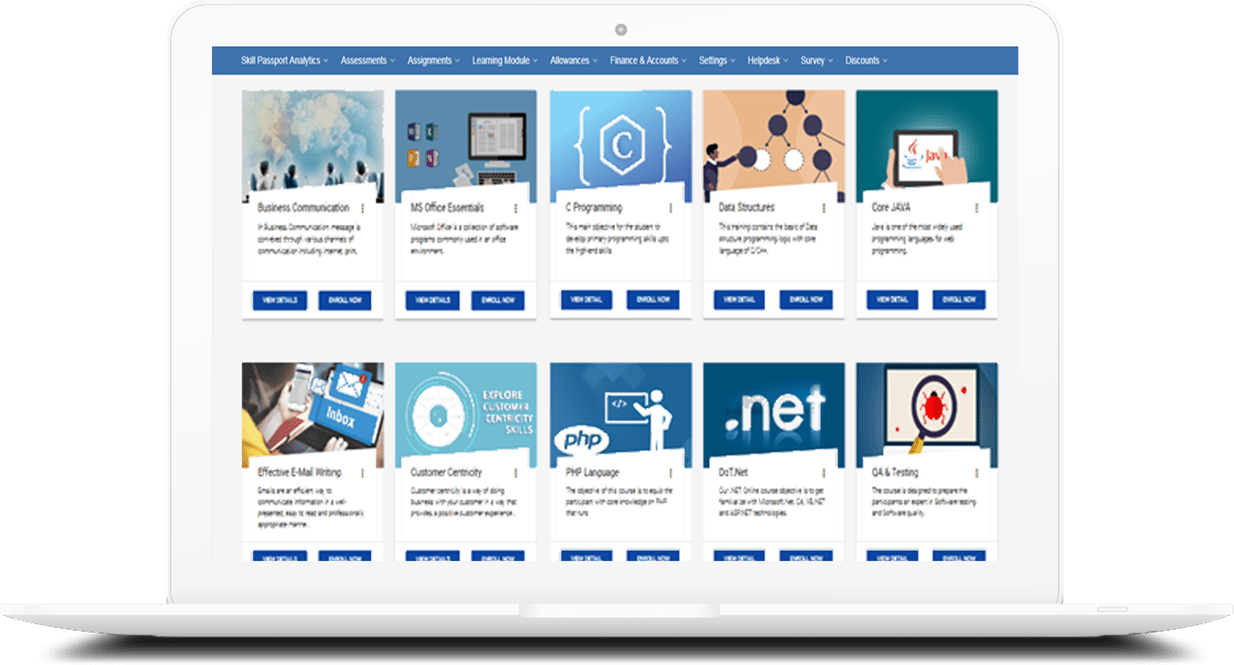 Skill Passport Analytics Assessments Assignments Learning Module Allowances Finance & Accounts Settings Helpdesk Survey Discounts
C
Java
Business Communication
In Business Communication message is
conveyed through various channels of
communication including internet, print,
VIEW DETAILS ENROLL NOW
MS Office Essentials
Microsoft Office is a collection of software
programs commonly used in an office
environment.
VIEW DETAILS ENROLL NOW
C Programming
This main objective for the student to
develop primary programming skills upto
the high-end skills
VIEW DETAIL ENROLL NOW
Data Structures
This training contains the basic of Data
structure programming logic with core
language of C/C++.
VIEW DETAIL ENROLL NOW
Core JAVA
Java is one of the most widely used
programming languages for web
programming.
VIEW DETAIL ENROLL NOW
Inbox
Effective E-Mail Writing
Emails are an efficient way to
communicate information in a well-
presented, easy to read and professionally
appropriate manner.
VIEW DETAILS ENROLL NOW
EXPLORE
CUSTOMER
CENTRICITY
SKILLS
Customer Centricity
Customer centricity is a way of doing
business with your customer in a way that
provides a positive customer experience.
VIEW DETAILS ENROLL NOW
</>
php
PHP Language
The objective of this course is to equip the
participant with core knowledge on PHP
that runs
VIEW DETAIL ENROLL NOW
.net
DoT.Net
Our .NET Online course objective is to get
familiarize with Microsoft.Net, C#, VB.NET
and ASP.NET technologies.
VIEW DETAIL ENROLL NOW
QA & Testing
The course is designed to prepare the
participants an expert in Software testing
and Software quality.
VIEW DETAIL ENROLL NOW